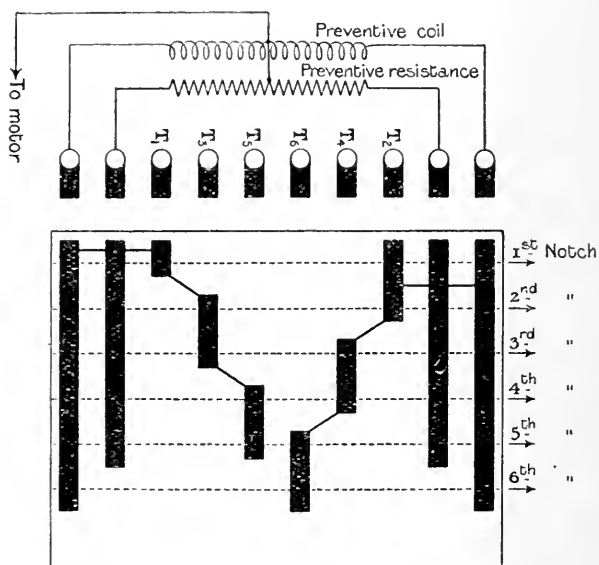 Preventive coil
Preventive resistance
To motor
T₁ T₃ T₅ T₆ T₄ T₂
1st Notch
2nd "
3rd "
4th "
5th "
6th "